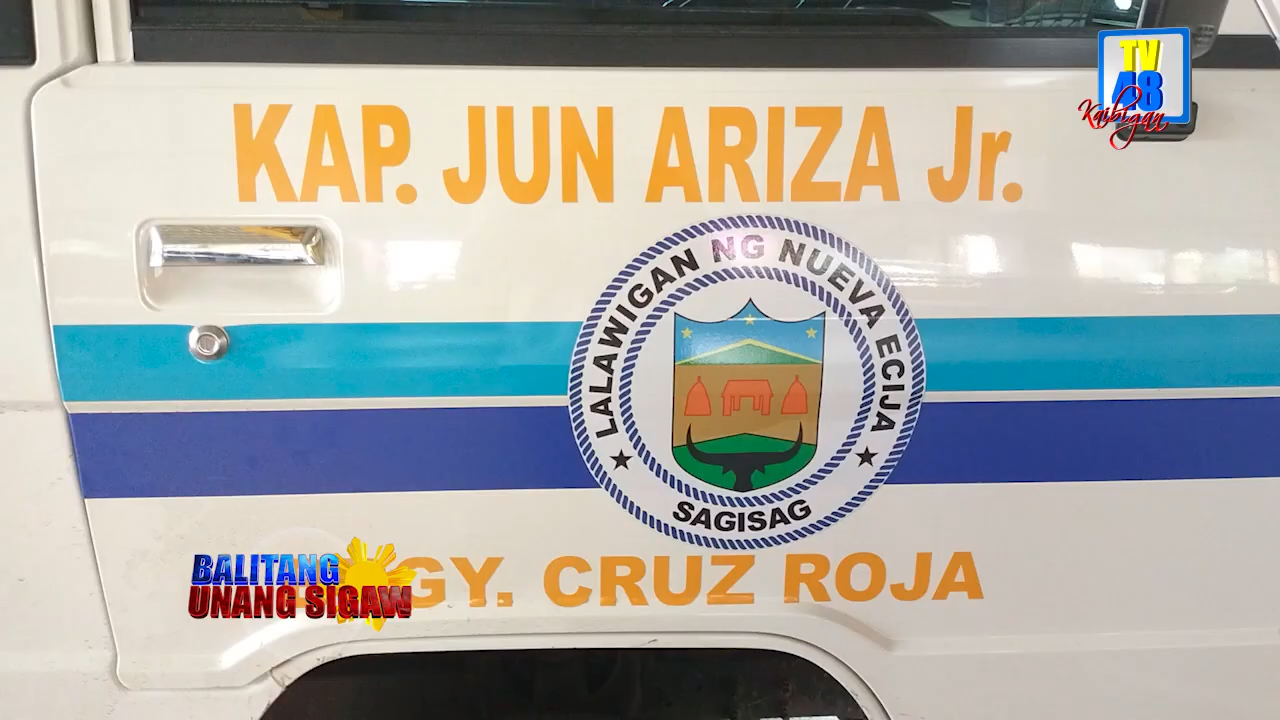 TV
48
Kaibigan
KAP. JUN ARIZA Jr.
LALAWIGAN NG NUEVA ECIJA
SAGISAG
GY. CRUZ ROJA
BALITANG
UNANG SIGAW